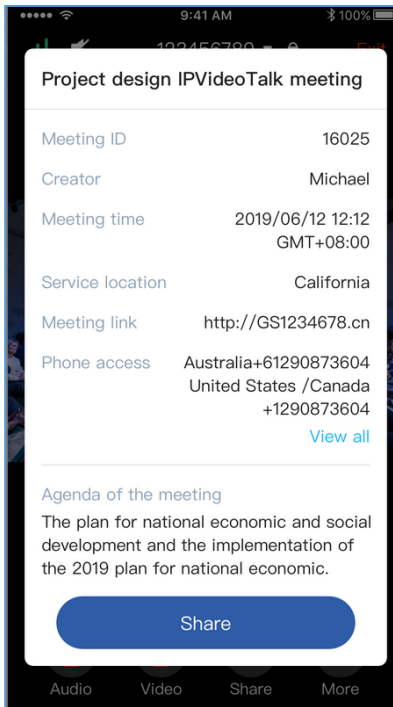 9:41 AM
100%
123456789
Exit
Project design IPVideoTalk meeting
Meeting ID 16025
Creator Michael
Meeting time 2019/06/12 12:12
GMT+08:00
Service location California
Meeting link http://GS1234678.cn
Phone access Australia+61290873604
United States /Canada
+1290873604
View all
Agenda of the meeting
The plan for national economic and social
development and the implementation of
the 2019 plan for national economic.
Share
Audio Video Share More